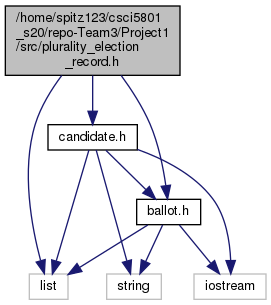 /home/spitz123/csci5801
_s20/repo-Team3/Project1
/src/plurality_election
_record.h
candidate.h
ballot.h
list
string
iostream